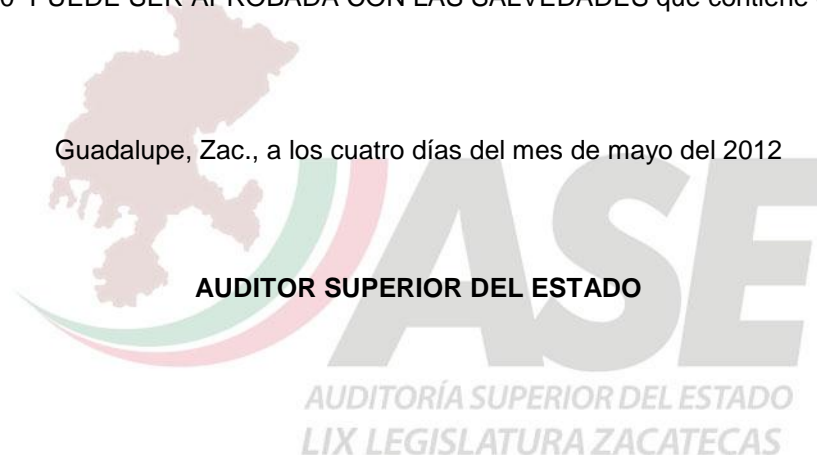 PUEDE SER APROBADA CON LAS SALVEDADES que contiene
Guadalupe, Zac., a los cuatro días del mes de mayo del 2012
AUDITOR SUPERIOR DEL ESTADO
ASE
AUDITORÍA SUPERIOR DEL ESTADO
LIX LEGISLATURA ZACATECAS